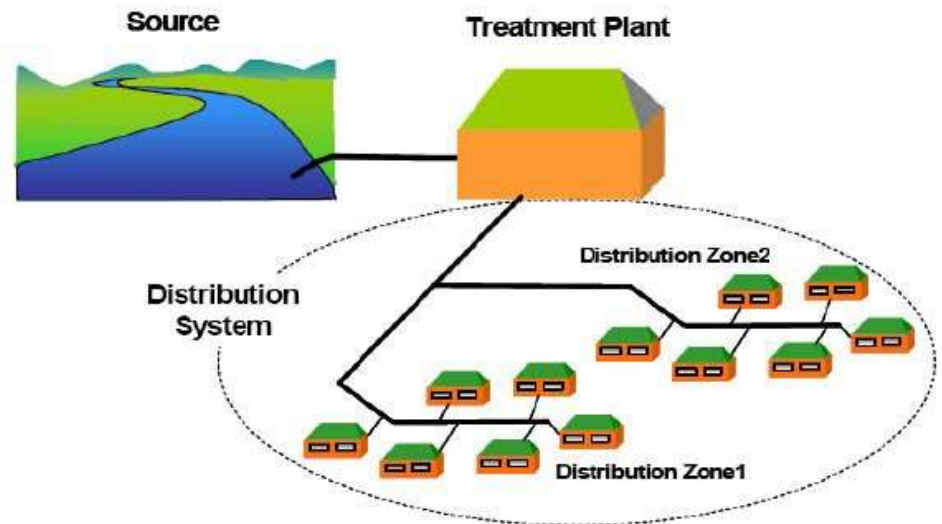 Source
Treatment Plant
Distribution Zone2
Distribution
System
Distribution Zone1